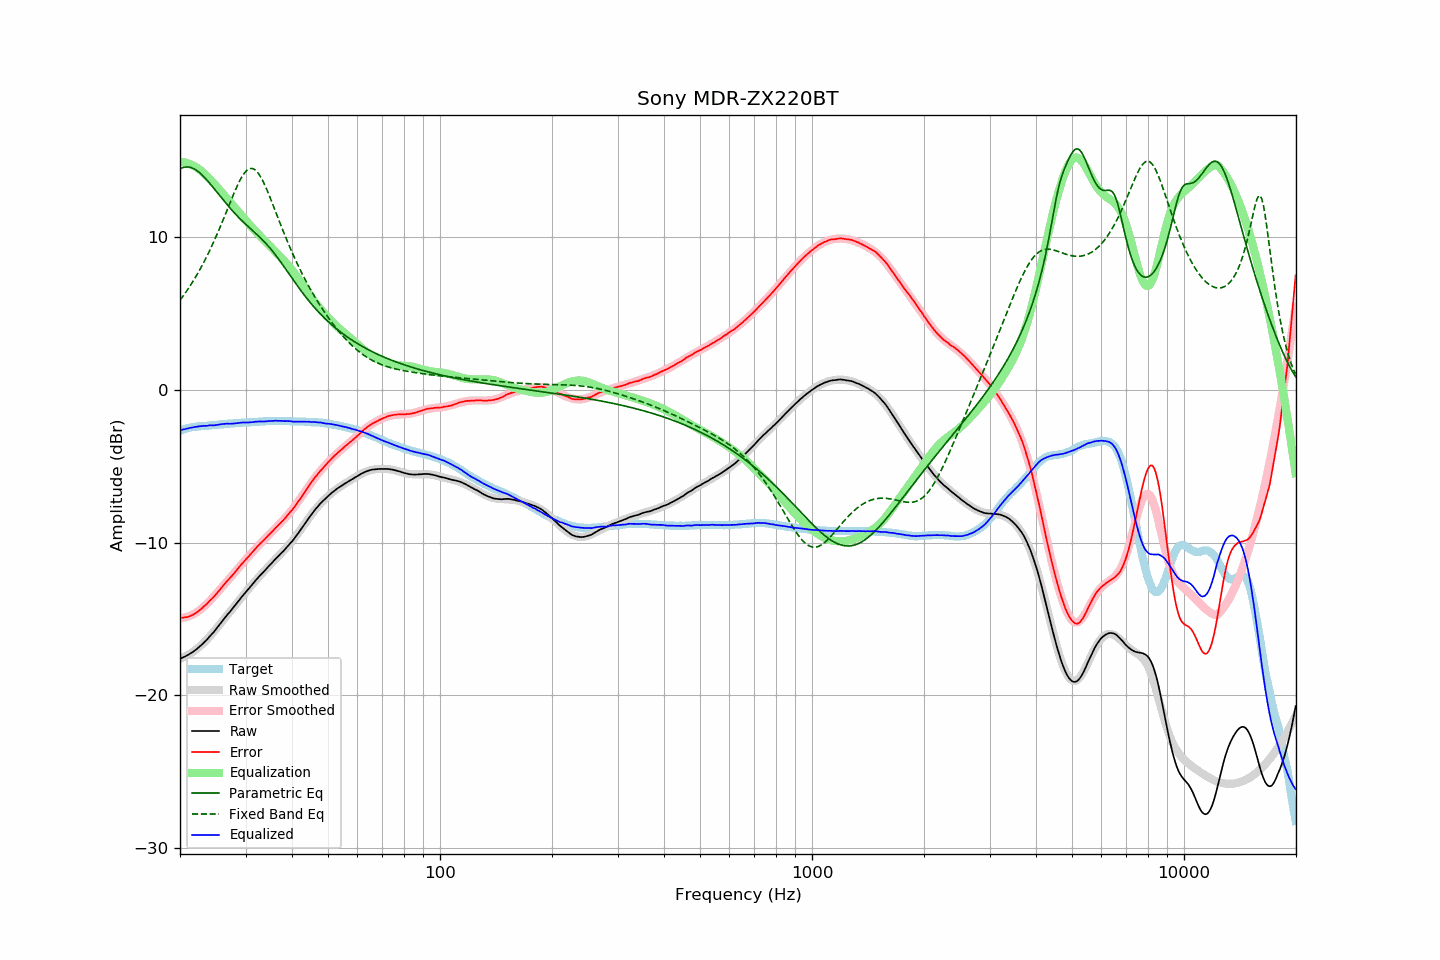 Sony MDR-ZX220BT
Amplitude (dBr)
10
0
−10
−20
−30
Target
Raw Smoothed
Error Smoothed
Raw
Error
Equalization
Parametric Eq
Fixed Band Eq
Equalized
100
1000
10000
Frequency (Hz)